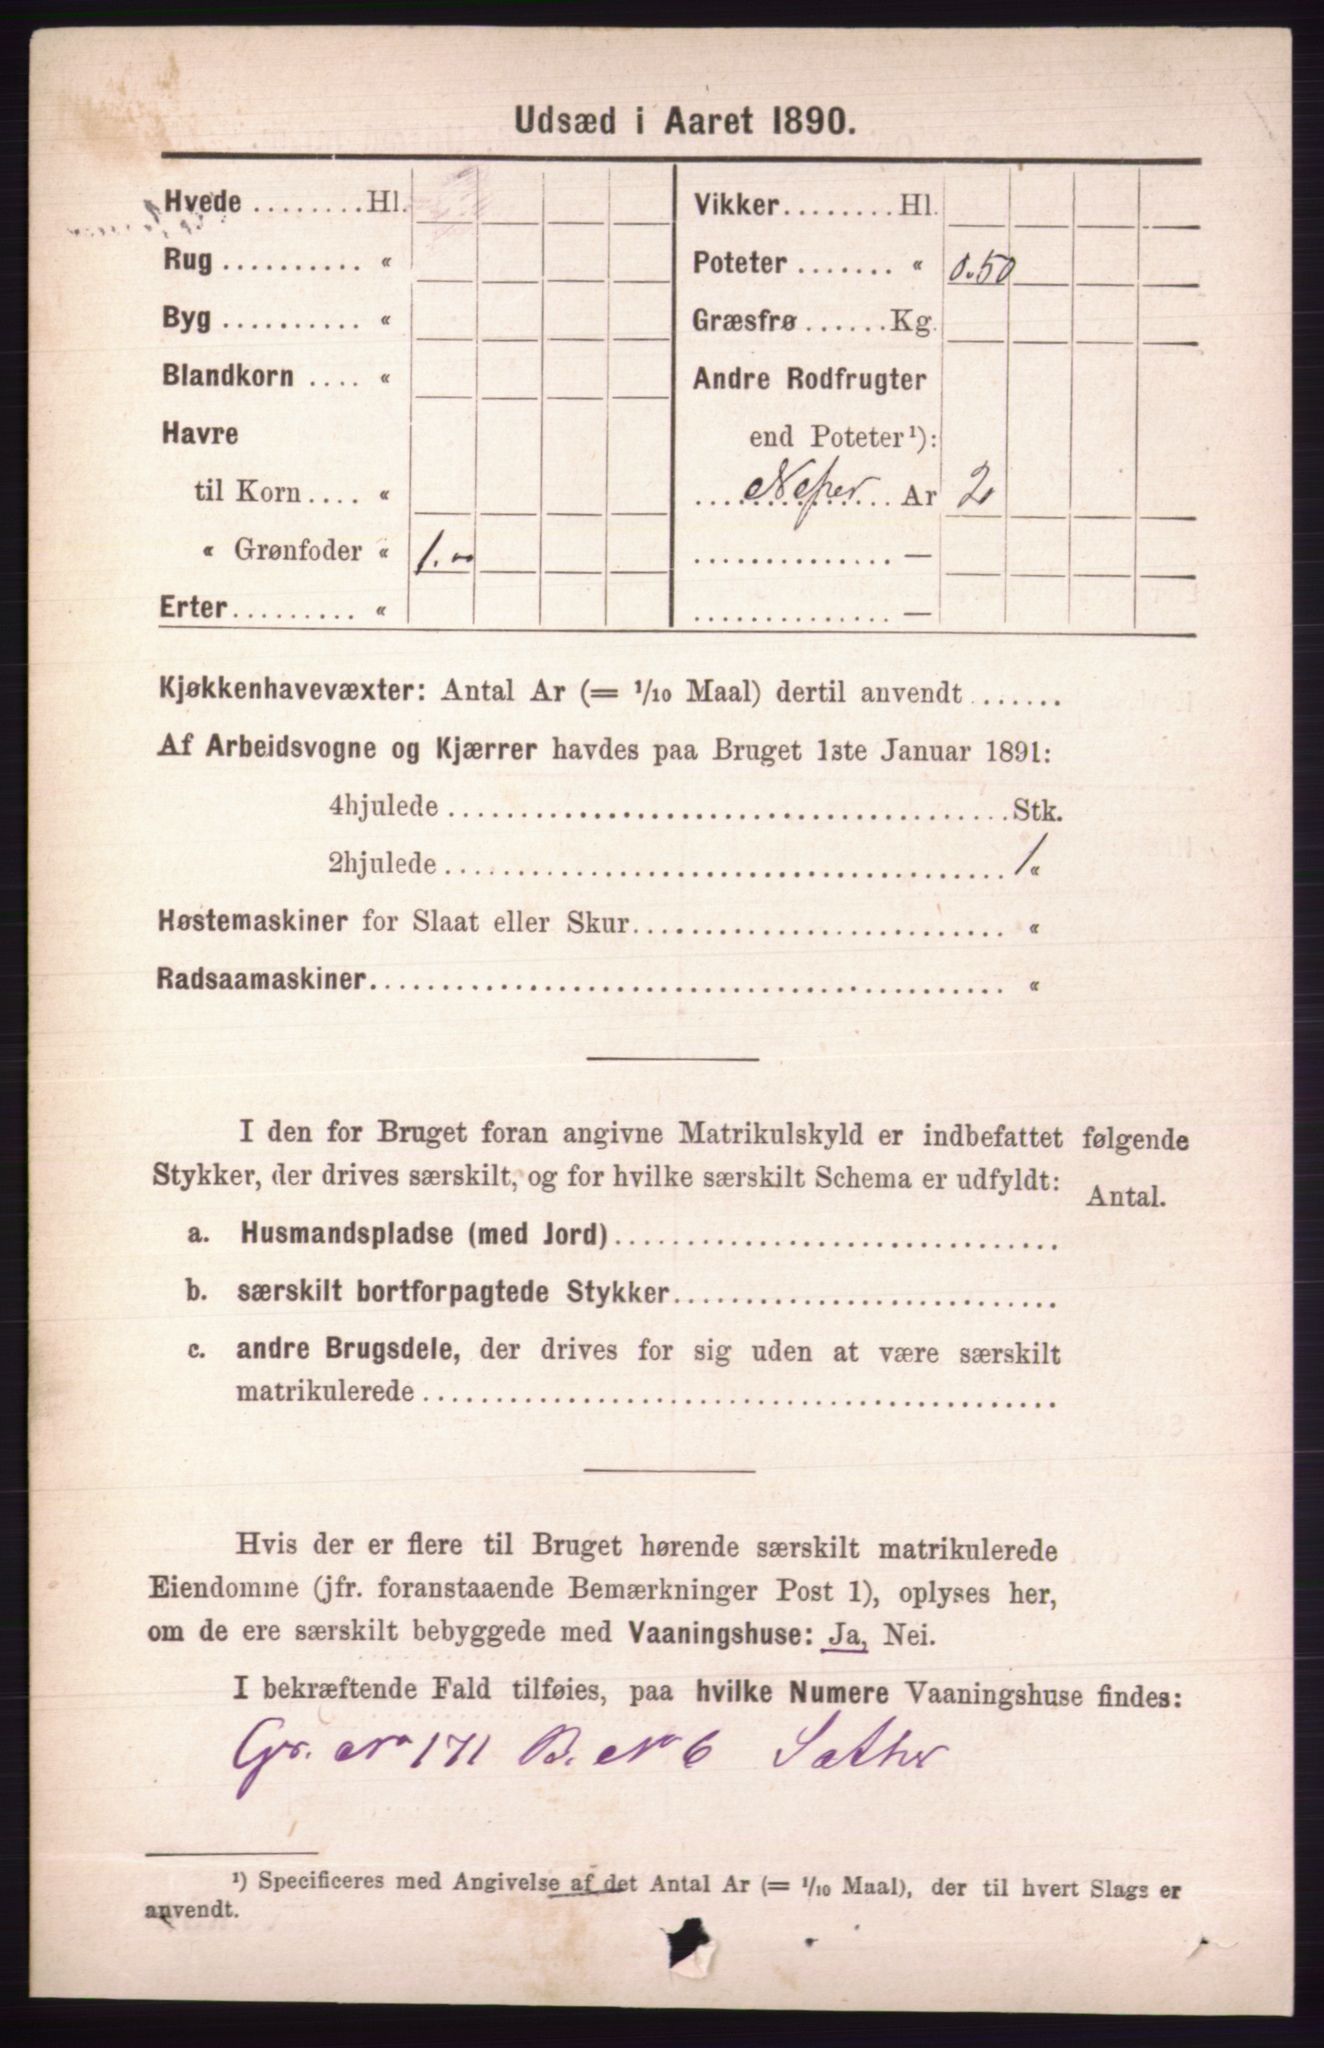 Udsæd i Aaret 1890.
Hvede ........ Hl.
Rug .......... «
Byg .......... «
Blandkorn .... «
Havre
til Korn .... «
« Grønfoder « 1.00
Erter ......... «
Vikker ........ Hl.
Poteter ....... « 0.50
Græsfrø ...... Kg.
Andre Rodfrugter
end Poteter¹):
Neper Ar 2
.............. —
.............. —
Kjøkkenhavevæxter: Antal Ar (= 1/10 Maal) dertil anvendt ......
Af Arbeidsvogne og Kjærrer havdes paa Bruget 1ste Januar 1891:
4hjulede ........................................ Stk.
2hjulede ........................................ 1 «
Høstemaskiner for Slaat eller Skur .......................... «
Radsaamaskiner ............................................ «
I den for Bruget foran angivne Matrikulskyld er indbefattet følgende
Stykker, der drives særskilt, og for hvilke særskilt Schema er udfyldt: Antal.
a. Husmandspladse (med Jord) ...............................
b. særskilt bortforpagtede Stykker ...........................
c. andre Brugsdele, der drives for sig uden at være særskilt
matrikulerede ............................................
Hvis der er flere til Bruget hørende særskilt matrikulerede
Eiendomme (jfr. foranstaaende Bemærkninger Post 1), oplyses her,
om de ere særskilt bebyggede med Vaaningshuse: Ja, Nei.
I bekræftende Fald tilføies, paa hvilke Numere Vaaningshuse findes:
Gr. No 171 B. No 6 Sæther
¹) Specificeres med Angivelse af det Antal Ar (= 1/10 Maal), der til hvert Slags er
anvendt.